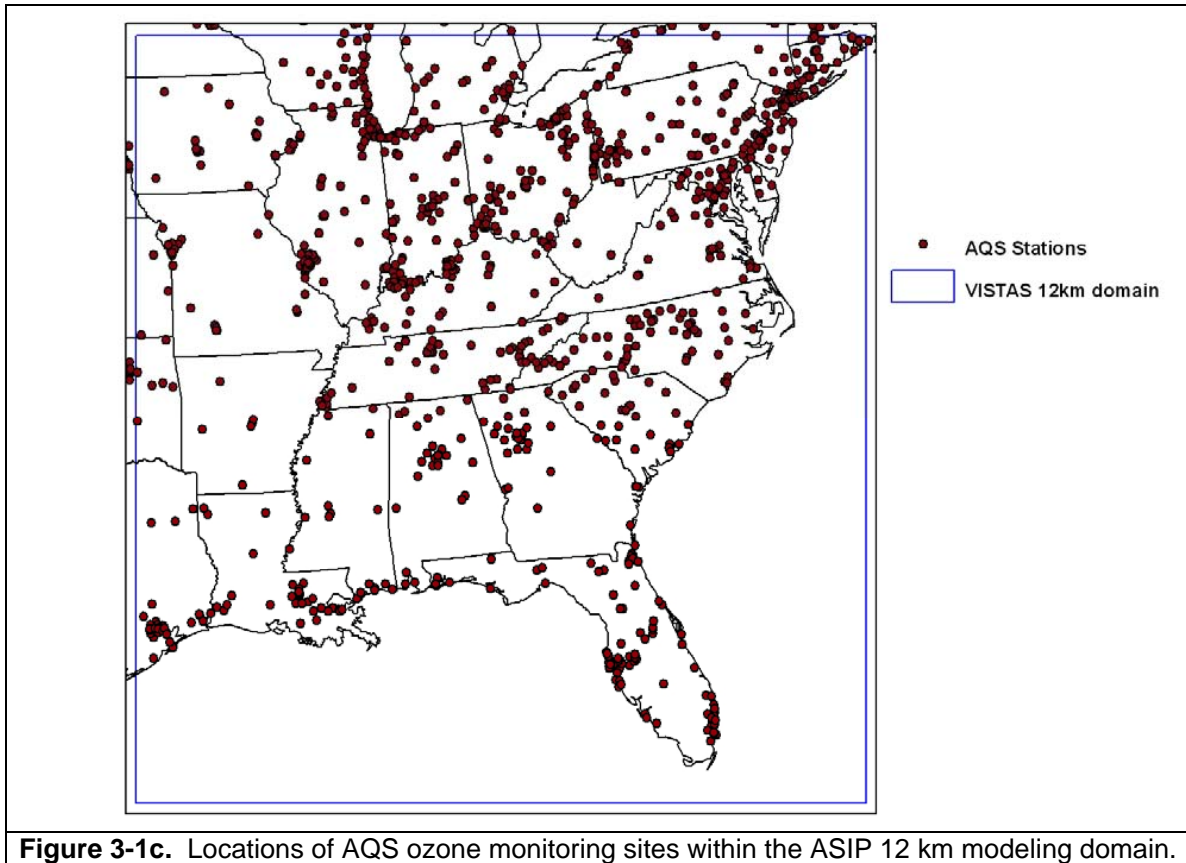 AQS Stations
VISTAS 12km domain
Figure 3-1c. Locations of AQS ozone monitoring sites within the ASIP 12 km modeling domain.